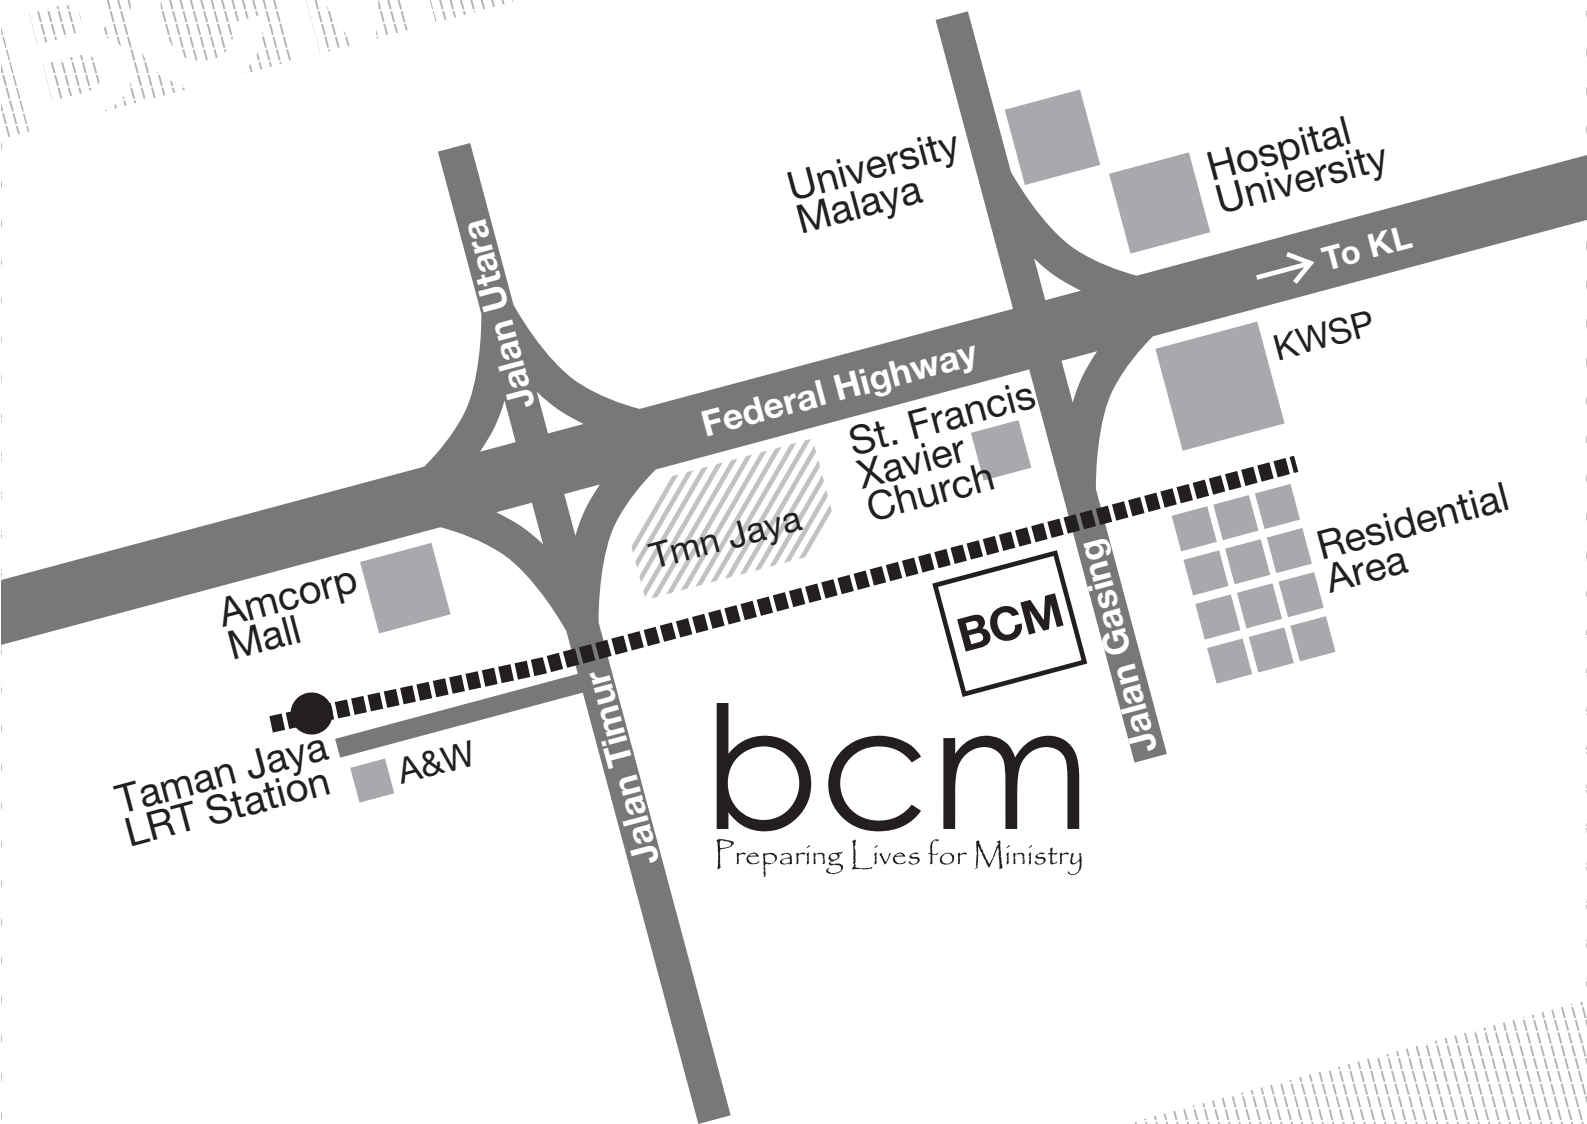 University
Malaya
Hospital
University
To KL
Jalan Utara
KWSP
Federal Highway
St. Francis
Xavier
Church
Tmn Jaya
Residential
Area
Amcorp
Mall
BCM
Jalan Gasing
Taman Jaya
LRT Station
A&W
Jalan Timur
bcm
Preparing Lives for Ministry